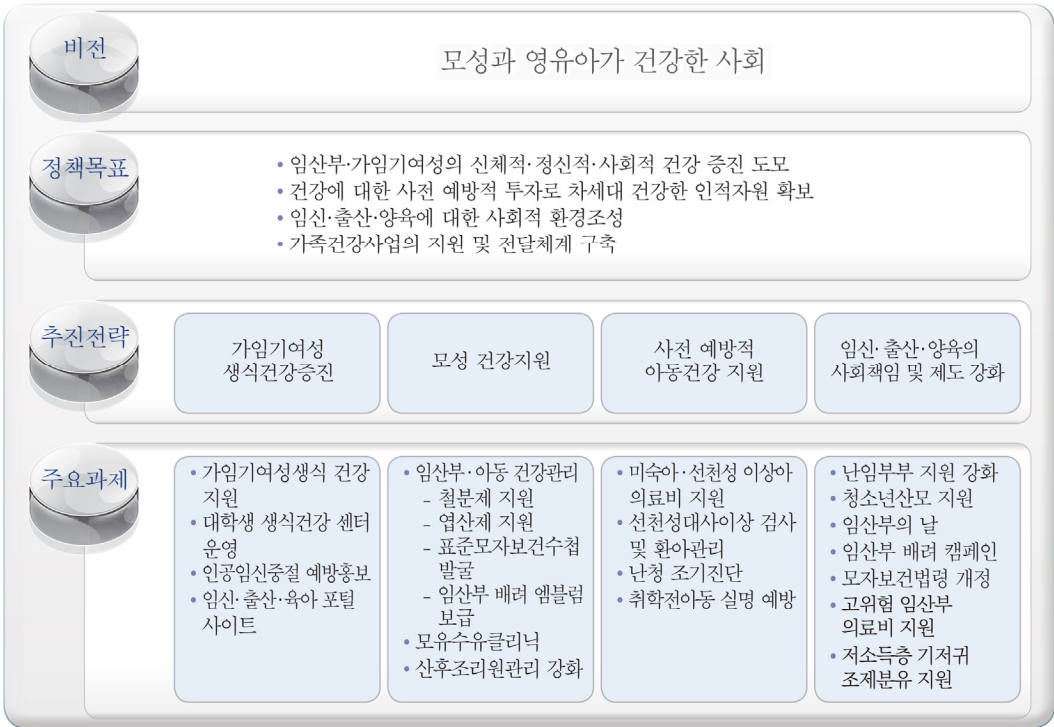 비전
모성과 영유아가 건강한 사회
정책목표
• 임산부·가임기여성의 신체적·정신적·사회적 건강 증진 도모
• 건강에 대한 사전 예방적 투자로 차세대 건강한 인적자원 확보
• 임신·출산·양육에 대한 사회적 환경조성
• 가족건강사업의 지원 및 전달체계 구축
추진전략
가임기여성
생식건강증진
모성 건강지원
사전 예방적
아동건강 지원
임신·출산·양육의
사회책임 및 제도 강화
주요과제
• 가임기여성생식 건강
지원
• 대학생 생식건강 센터
운영
• 인공임신중절 예방홍보
• 임신·출산·육아 포털
사이트
• 임산부·아동 건강관리
- 철분제 지원
- 엽산제 지원
- 표준모자보건수첩
발굴
- 임산부 배려 엠블럼
보급
• 모유수유클리닉
• 산후조리원관리 강화
• 미숙아·선천성 이상아
의료비 지원
• 선천성대사이상 검사
및 환아관리
• 난청 조기진단
• 취학전아동 실명 예방
• 난임부부 지원 강화
• 청소년산모 지원
• 임산부의 날
• 임산부 배려 캠페인
• 모자보건법령 개정
• 고위험 임산부
의료비 지원
• 저소득층 기저귀
조제분유 지원